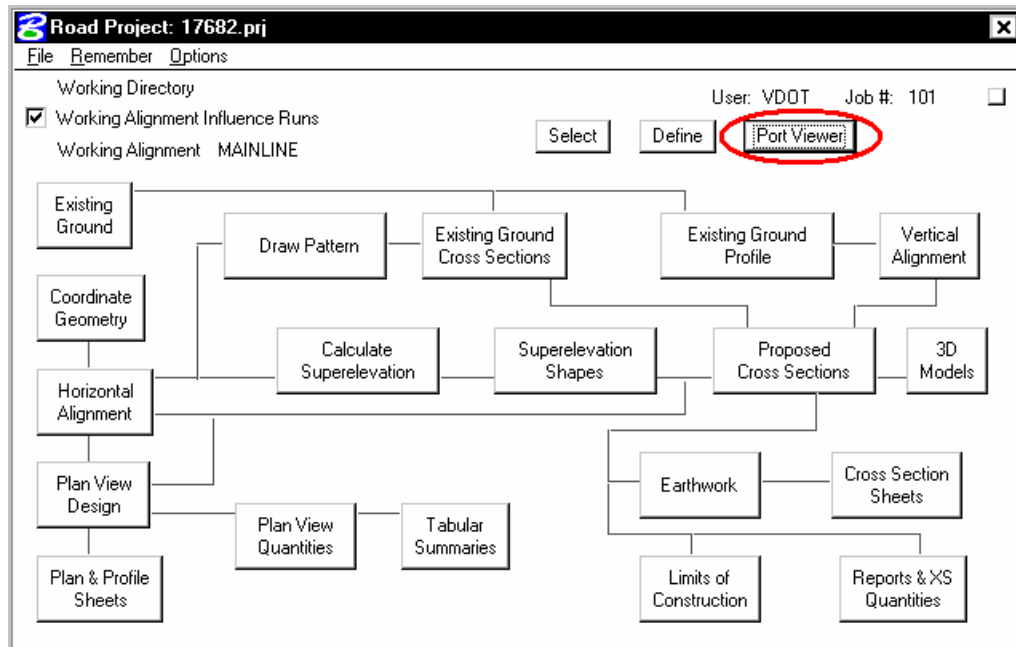 Road Project: 17682.prj
File Remember Options
Working Directory
User: VDOT Job #: 101
Working Alignment Influence Runs
Select Define Port Viewer
Working Alignment MAINLINE
Existing
Ground
Draw Pattern
Existing Ground
Cross Sections
Existing Ground
Profile
Vertical
Alignment
Coordinate
Geometry
Calculate
Superelevation
Superelevation
Shapes
Proposed
Cross Sections
3D
Models
Horizontal
Alignment
Plan View
Design
Earthwork
Cross Section
Sheets
Plan View
Quantities
Tabular
Summaries
Plan & Profile
Sheets
Limits of
Construction
Reports & XS
Quantities